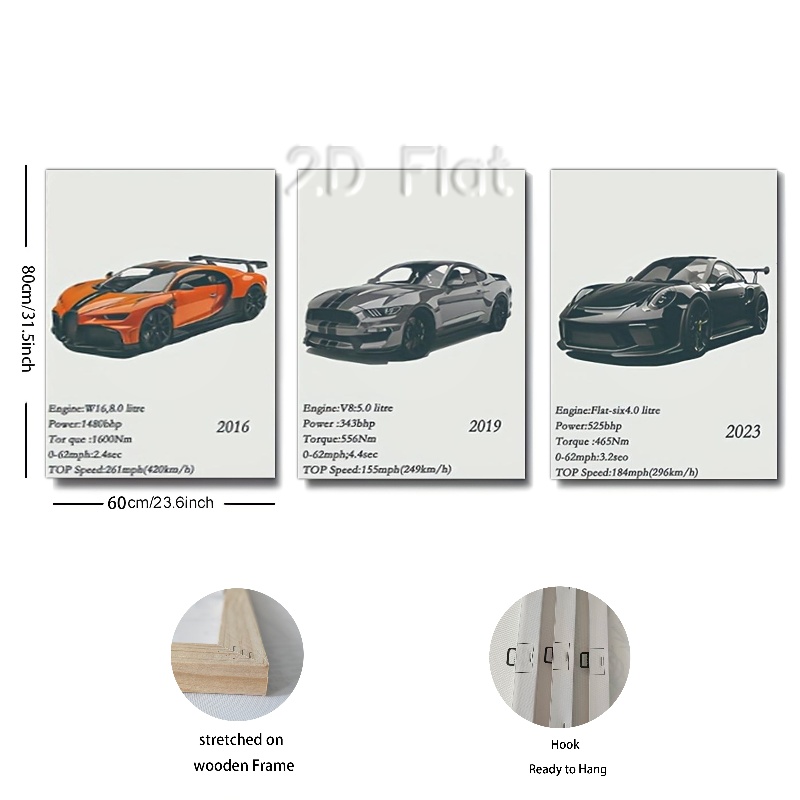 2.D Flat
80cm/31.5inch
Engine:W16,8.0 litre
Power:1480bhp
Tor que :1600Nm
0-62mph:2.4sec
TOP Speed:261mph(420km/h)
2016
Engine:V8:5.0 litre
Power :343bhp
Torque:556Nm
0-62mph;4.4sec
TOP Speed:155mph(249km/h)
2019
Engine:Flat-six4.0 litre
Power:525bhp
Torque :465Nm
0-62mph:3.2seo
TOP Speed:184mph(296km/h)
2023
60cm/23.6inch
stretched on
wooden Frame
Hook
Ready to Hang